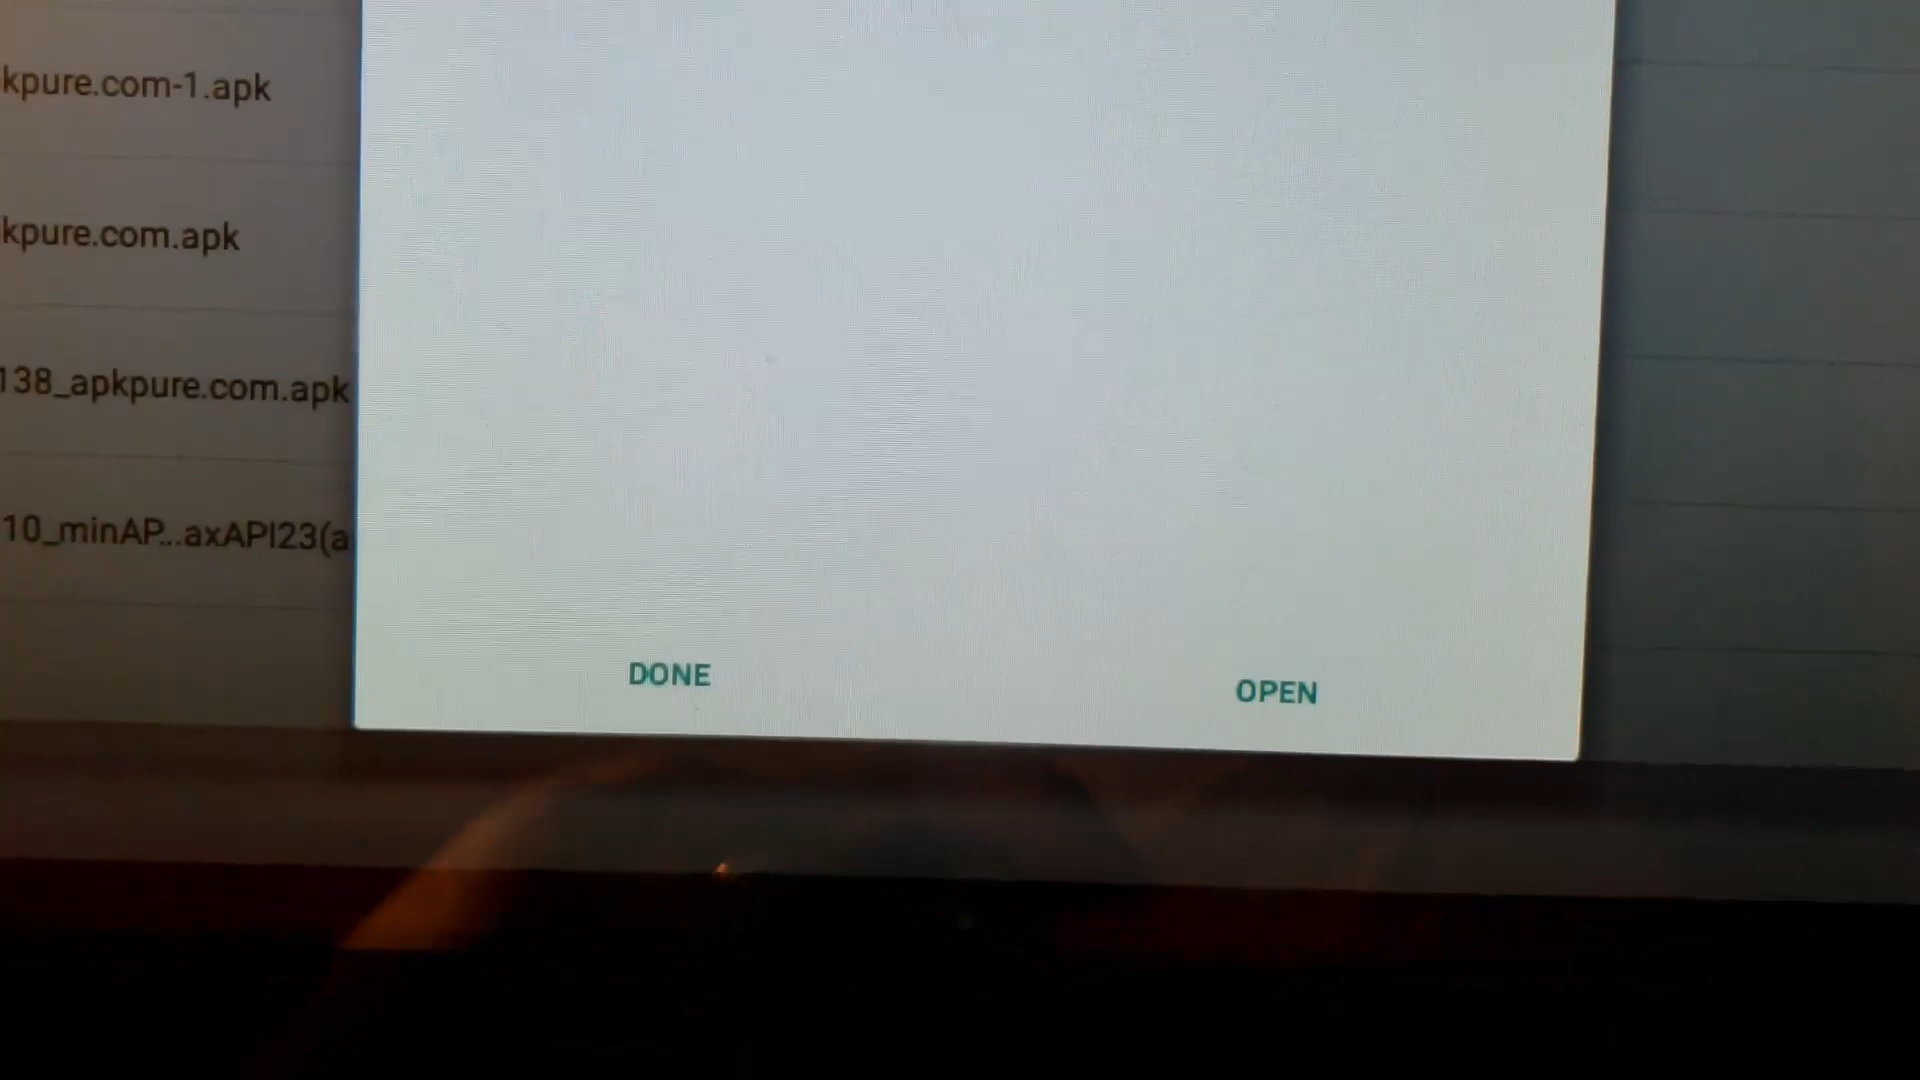 kpure.com-1.apk
kpure.com.apk
138_apkpure.com.apk
10_minAP...axAPI23(a
DONE
OPEN